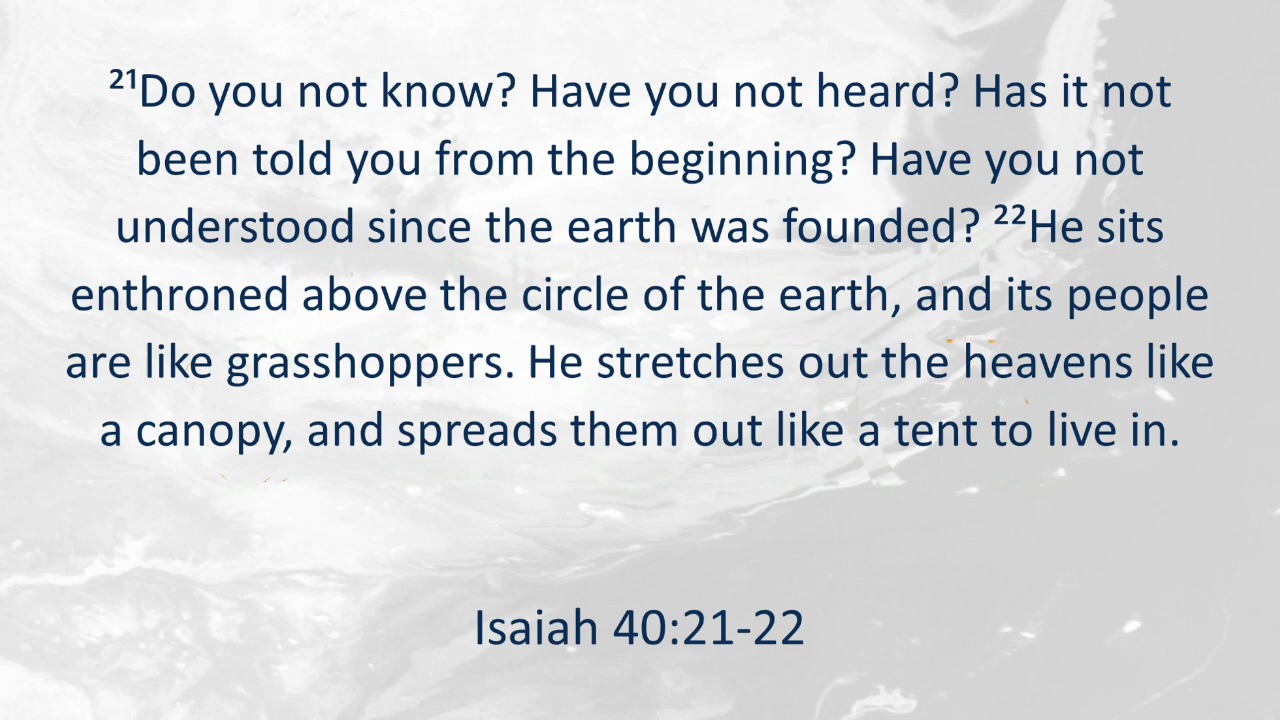 ²¹Do you not know? Have you not heard? Has it not
been told you from the beginning? Have you not
understood since the earth was founded? ²²He sits
enthroned above the circle of the earth, and its people
are like grasshoppers. He stretches out the heavens like
a canopy, and spreads them out like a tent to live in.
Isaiah 40:21-22